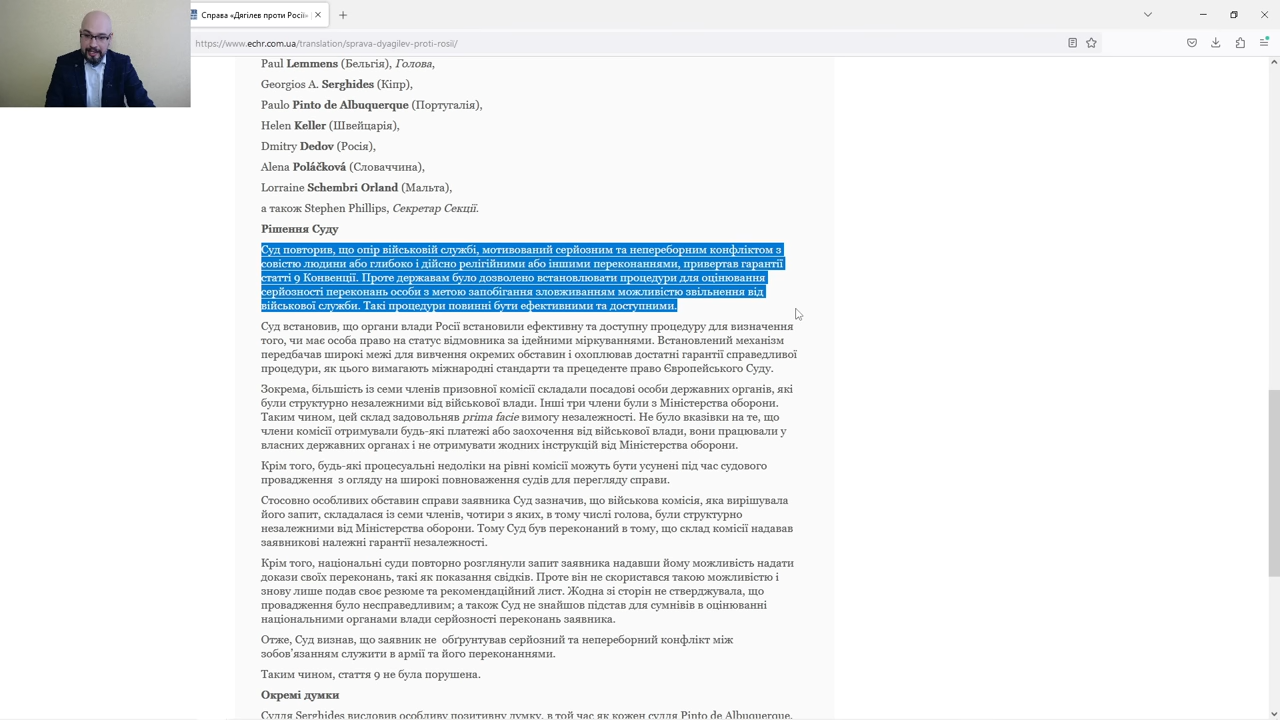 Справа «Дягілєв проти Росії»
https://www.echr.com.ua/translation/sprava-dyagilev-proti-rosii/
Paul Lemmens (Бельгія), Голова,
Georgios A. Serghides (Кіпр),
Paulo Pinto de Albuquerque (Португалія),
Helen Keller (Швейцарія),
Dmitry Dedov (Росія),
Alena Poláčková (Словаччина),
Lorraine Schembri Orland (Мальта),
а також Stephen Phillips, Секретар Секції.
Рішення Суду
Суд повторив, що опір військовій службі, мотивований серйозним та непереборним конфліктом з
совістю людини або глибоко і дійсно релігійними або іншими переконаннями, привертав гарантії
статті 9 Конвенції. Проте державам було дозволено встановлювати процедури для оцінювання
серйозності переконань особи з метою запобігання зловживанням можливістю звільнення від
військової служби. Такі процедури повинні бути ефективними та доступними.
Суд встановив, що органи влади Росії встановили ефективну та доступну процедуру для визначення
того, чи має особа право на статус відмовника за ідейними міркуваннями. Встановлений механізм
передбачав широкі межі для вивчення окремих обставин і охоплював достатні гарантії справедливої
процедури, як цього вимагають міжнародні стандарти та прецеденте право Європейського Суду.
Зокрема, більшість із семи членів призовної комісії складали посадові особи державних органів, які
були структурно незалежними від військової влади. Інші три члени були з Міністерства оборони.
Таким чином, цей склад задовольняв prima facie вимогу незалежності. Не було вказівки на те, що
члени комісії отримували будь-які платежі або заохочення від військової влади, вони працювали у
власних державних органах і не отримувати жодних інструкцій від Міністерства оборони.
Крім того, будь-які процесуальні недоліки на рівні комісії можуть бути усунені під час судового
провадження з огляду на широкі повноваження судів для перегляду справи.
Стосовно особливих обставин справи заявника Суд зазначив, що військова комісія, яка вирішувала
його запит, складалася із семи членів, чотири з яких, в тому числі голова, були структурно
незалежними від Міністерства оборони. Тому Суд був переконаний в тому, що склад комісії надавав
заявникові належні гарантії незалежності.
Крім того, національні суди повторно розглянули запит заявника надавши йому можливість надати
докази своїх переконань, такі як показання свідків. Проте він не скористався такою можливістю і
знову лише подав своє резюме та рекомендаційний лист. Жодна зі сторін не стверджувала, що
провадження було несправедливим; а також Суд не знайшов підстав для сумнівів в оцінюванні
національними органами влади серйозності переконань заявника.
Отже, Суд визнав, що заявник не обґрунтував серйозний та непереборний конфлікт між
зобов’язанням служити в армії та його переконаннями.
Таким чином, стаття 9 не була порушена.
Окремі думки
Суддя Serghides висловив особливу позитивну думку, в той час як кожен суддя Pinto de Albuquerque,